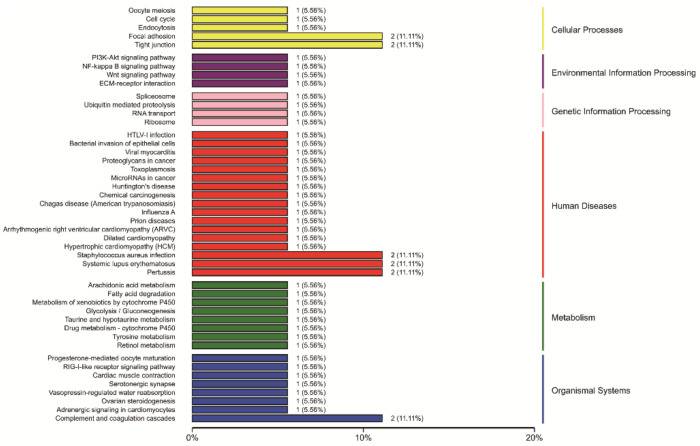 Oocyte meiosis 1 (5.56%)
Cell cycle 1 (5.56%)
Endocytosis 1 (5.56%)
Focal adhesion 2 (11.11%)
Tight junction 2 (11.11%)
Cellular Processes
PI3K-Akt signaling pathway 1 (5.56%)
NF-kappa B signaling pathway 1 (5.56%)
Wnt signaling pathway 1 (5.56%)
ECM-receptor interaction 1 (5.56%)
Environmental Information Processing
Spliceosome 1 (5.56%)
Ubiquitin mediated proteolysis 1 (5.56%)
RNA transport 1 (5.56%)
Ribosome 1 (5.56%)
Genetic Information Processing
HTLV-I infection 1 (5.56%)
Bacterial invasion of epithelial cells 1 (5.56%)
Viral myocarditis 1 (5.56%)
Proteoglycans in cancer 1 (5.56%)
Toxoplasmosis 1 (5.56%)
MicroRNAs in cancer 1 (5.56%)
Huntington's disease 1 (5.56%)
Chemical carcinogenesis 1 (5.56%)
Chagas disease (American trypanosomiasis) 1 (5.56%)
Influenza A 1 (5.56%)
Prion diseases 1 (5.56%)
Arrhythmogenic right ventricular cardiomyopathy (ARVC) 1 (5.56%)
Dilated cardiomyopathy 1 (5.56%)
Hypertrophic cardiomyopathy (HCM) 1 (5.56%)
Staphylococcus aureus infection 2 (11.11%)
Systemic lupus erythematosus 2 (11.11%)
Pertussis 2 (11.11%)
Human Diseases
Arachidonic acid metabolism 1 (5.56%)
Fatty acid degradation 1 (5.56%)
Metabolism of xenobiotics by cytochrome P450 1 (5.56%)
Glycolysis / Gluconeogenesis 1 (5.56%)
Taurine and hypotaurine metabolism 1 (5.56%)
Drug metabolism - cytochrome P450 1 (5.56%)
Tyrosine metabolism 1 (5.56%)
Retinol metabolism 1 (5.56%)
Metabolism
Progesterone-mediated oocyte maturation 1 (5.56%)
RIG-I-like receptor signaling pathway 1 (5.56%)
Cardiac muscle contraction 1 (5.56%)
Serotonergic synapse 1 (5.56%)
Vasopressin-regulated water reabsorption 1 (5.56%)
Ovarian steroidogenesis 1 (5.56%)
Adrenergic signaling in cardiomyocytes 1 (5.56%)
Complement and coagulation cascades 2 (11.11%)
Organismal Systems
0% 10% 20%